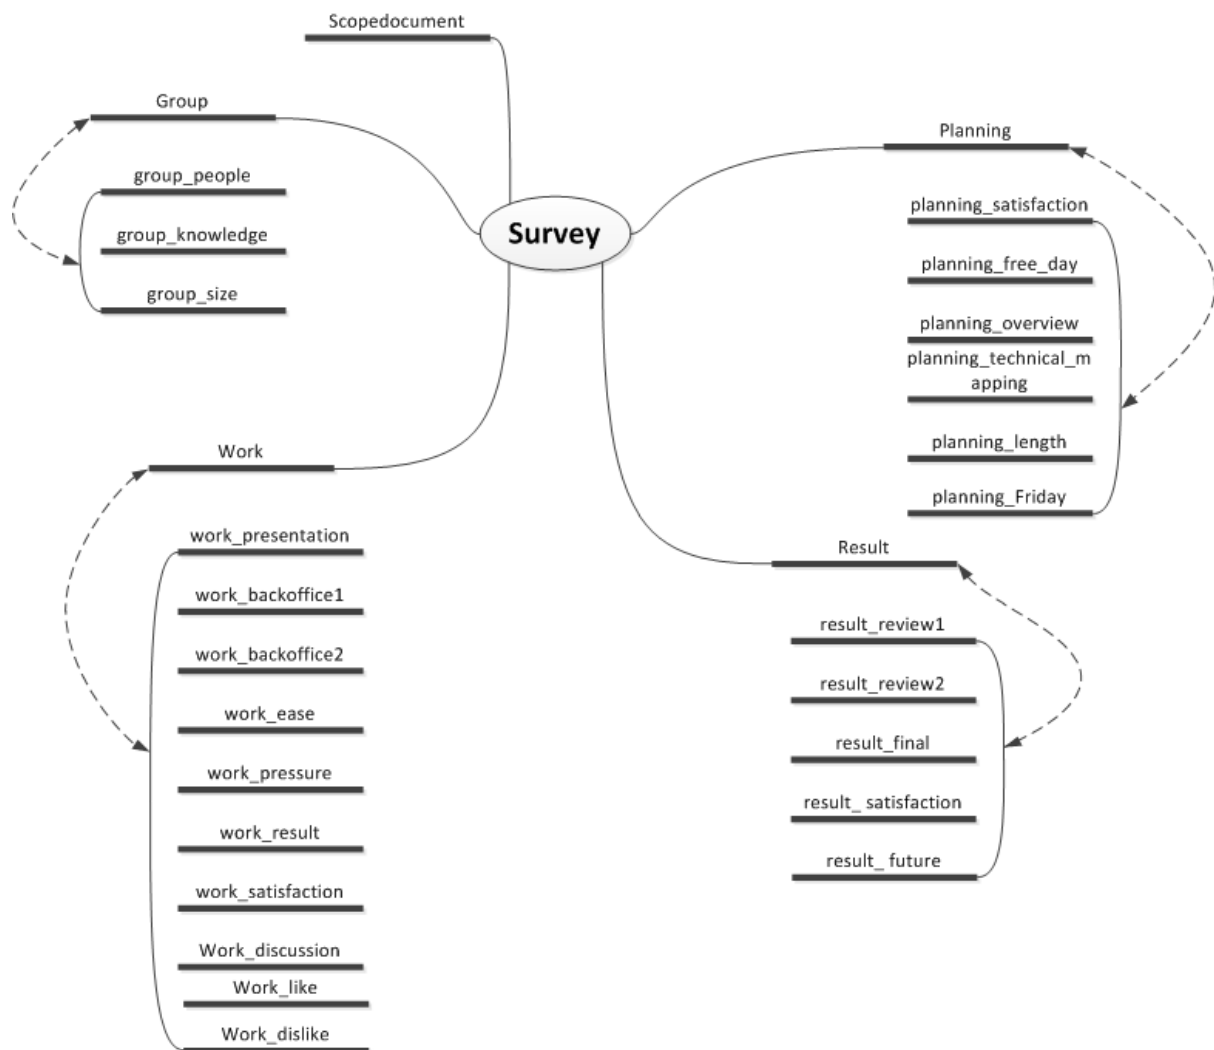 Scopedocument
Group
group_people
group_knowledge
group_size
Survey
Planning
planning_satisfaction
planning_free_day
planning_overview
planning_technical_m
apping
planning_length
planning_Friday
Work
work_presentation
work_backoffice1
work_backoffice2
work_ease
work_pressure
work_result
work_satisfaction
Work_discussion
Work_like
Work_dislike
Result
result_review1
result_review2
result_final
result_ satisfaction
result_ future